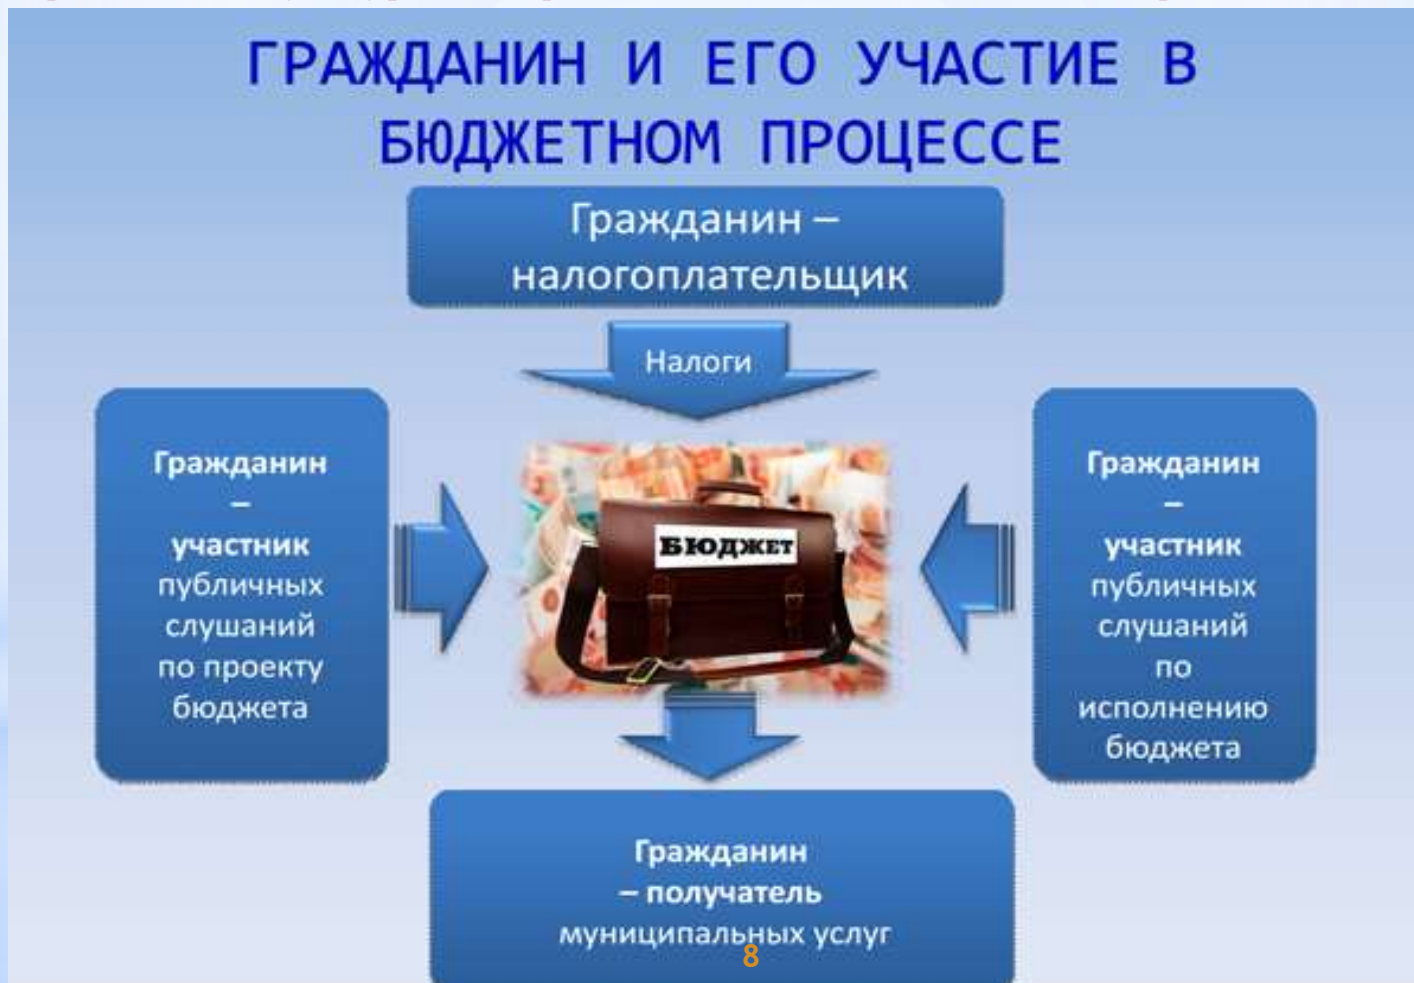 ГРАЖДАНИН И ЕГО УЧАСТИЕ В
БЮДЖЕТНОМ ПРОЦЕССЕ
Гражданин –
налогоплательщик
Налоги
Гражданин
–
участник
публичных
слушаний
по проекту
бюджета
БЮДЖЕТ
Гражданин
–
участник
публичных
слушаний
по
исполнению
бюджета
Гражданин
– получатель
муниципальных услуг
8